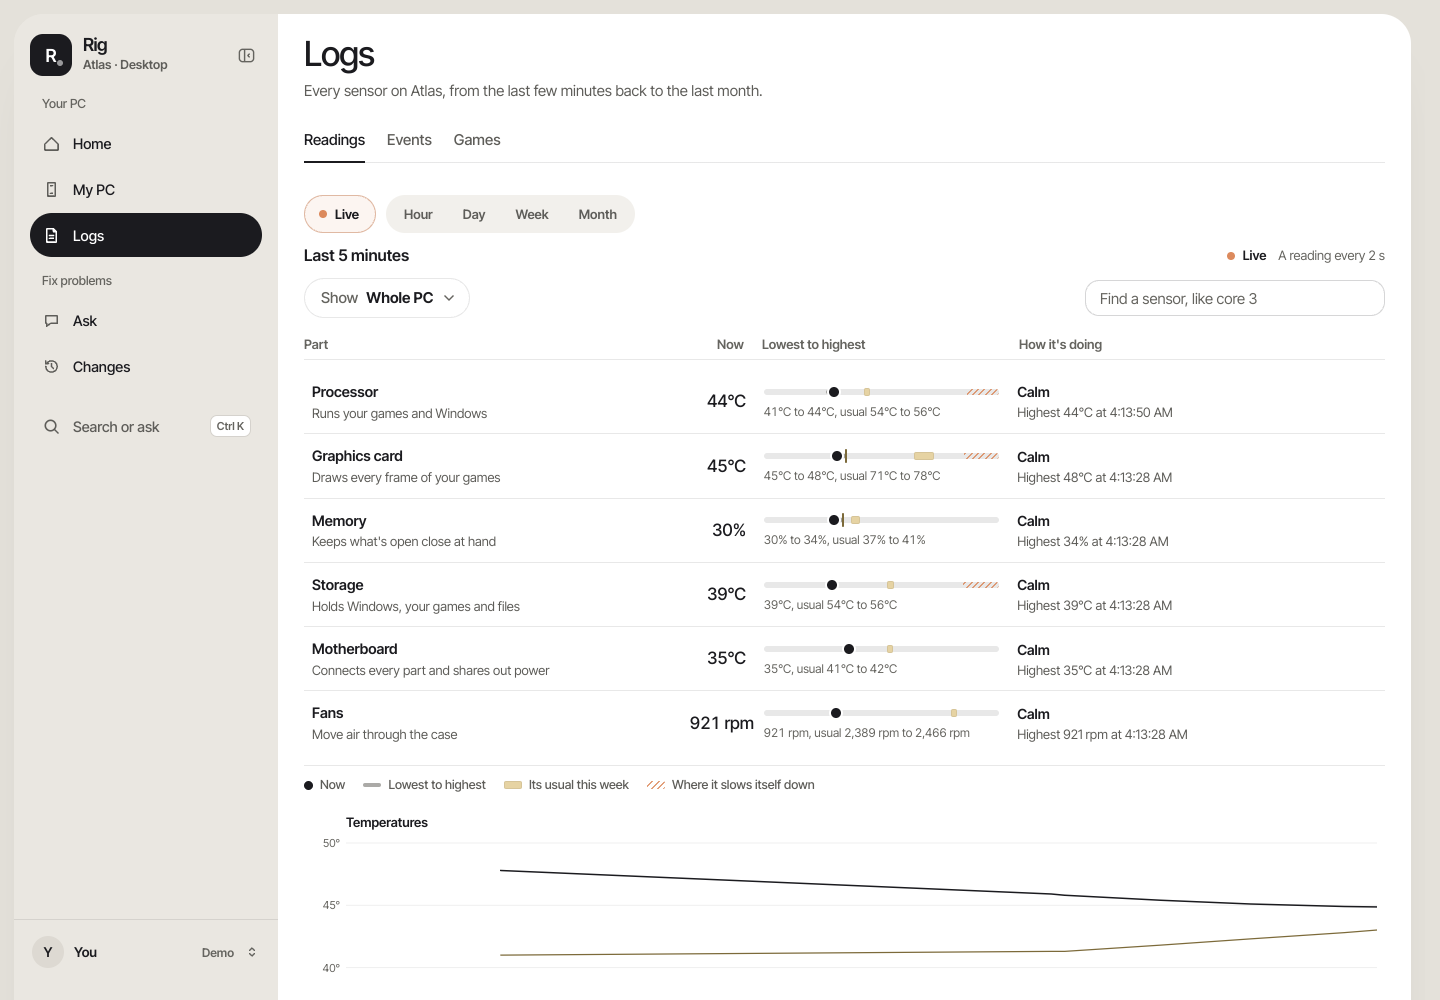 R.
Rig
Atlas · Desktop
Your PC
Home
My PC
Logs
Fix problems
Ask
Changes
Search or ask Ctrl K
Y You Demo
Logs
Every sensor on Atlas, from the last few minutes back to the last month.
Readings Events Games
Live Hour Day Week Month
Last 5 minutes Live A reading every 2 s
Show Whole PC Find a sensor, like core 3
Part Now Lowest to highest How it's doing
Processor 44°C Calm
Runs your games and Windows 41°C to 44°C, usual 54°C to 56°C Highest 44°C at 4:13:50 AM
Graphics card 45°C Calm
Draws every frame of your games 45°C to 48°C, usual 71°C to 78°C Highest 48°C at 4:13:28 AM
Memory 30% Calm
Keeps what's open close at hand 30% to 34%, usual 37% to 41% Highest 34% at 4:13:28 AM
Storage 39°C Calm
Holds Windows, your games and files 39°C, usual 54°C to 56°C Highest 39°C at 4:13:28 AM
Motherboard 35°C Calm
Connects every part and shares out power 35°C, usual 41°C to 42°C Highest 35°C at 4:13:28 AM
Fans 921 rpm Calm
Move air through the case 921 rpm, usual 2,389 rpm to 2,466 rpm Highest 921 rpm at 4:13:28 AM
Now Lowest to highest Its usual this week Where it slows itself down
Temperatures
50°
45°
40°